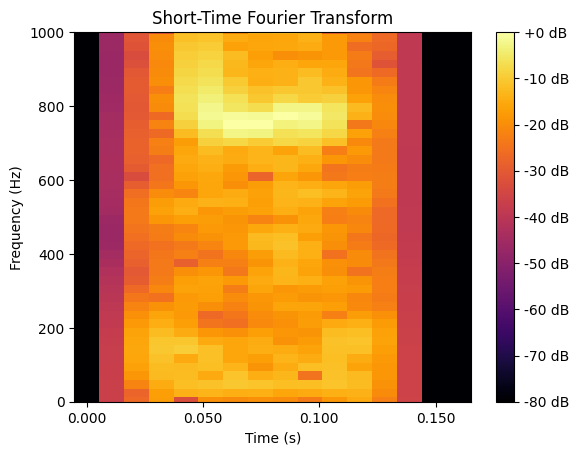 Short-Time Fourier Transform
1000
800
600
400
200
0
Frequency (Hz)
0.000
0.050
0.100
0.150
Time (s)
+0 dB
-10 dB
-20 dB
-30 dB
-40 dB
-50 dB
-60 dB
-70 dB
-80 dB